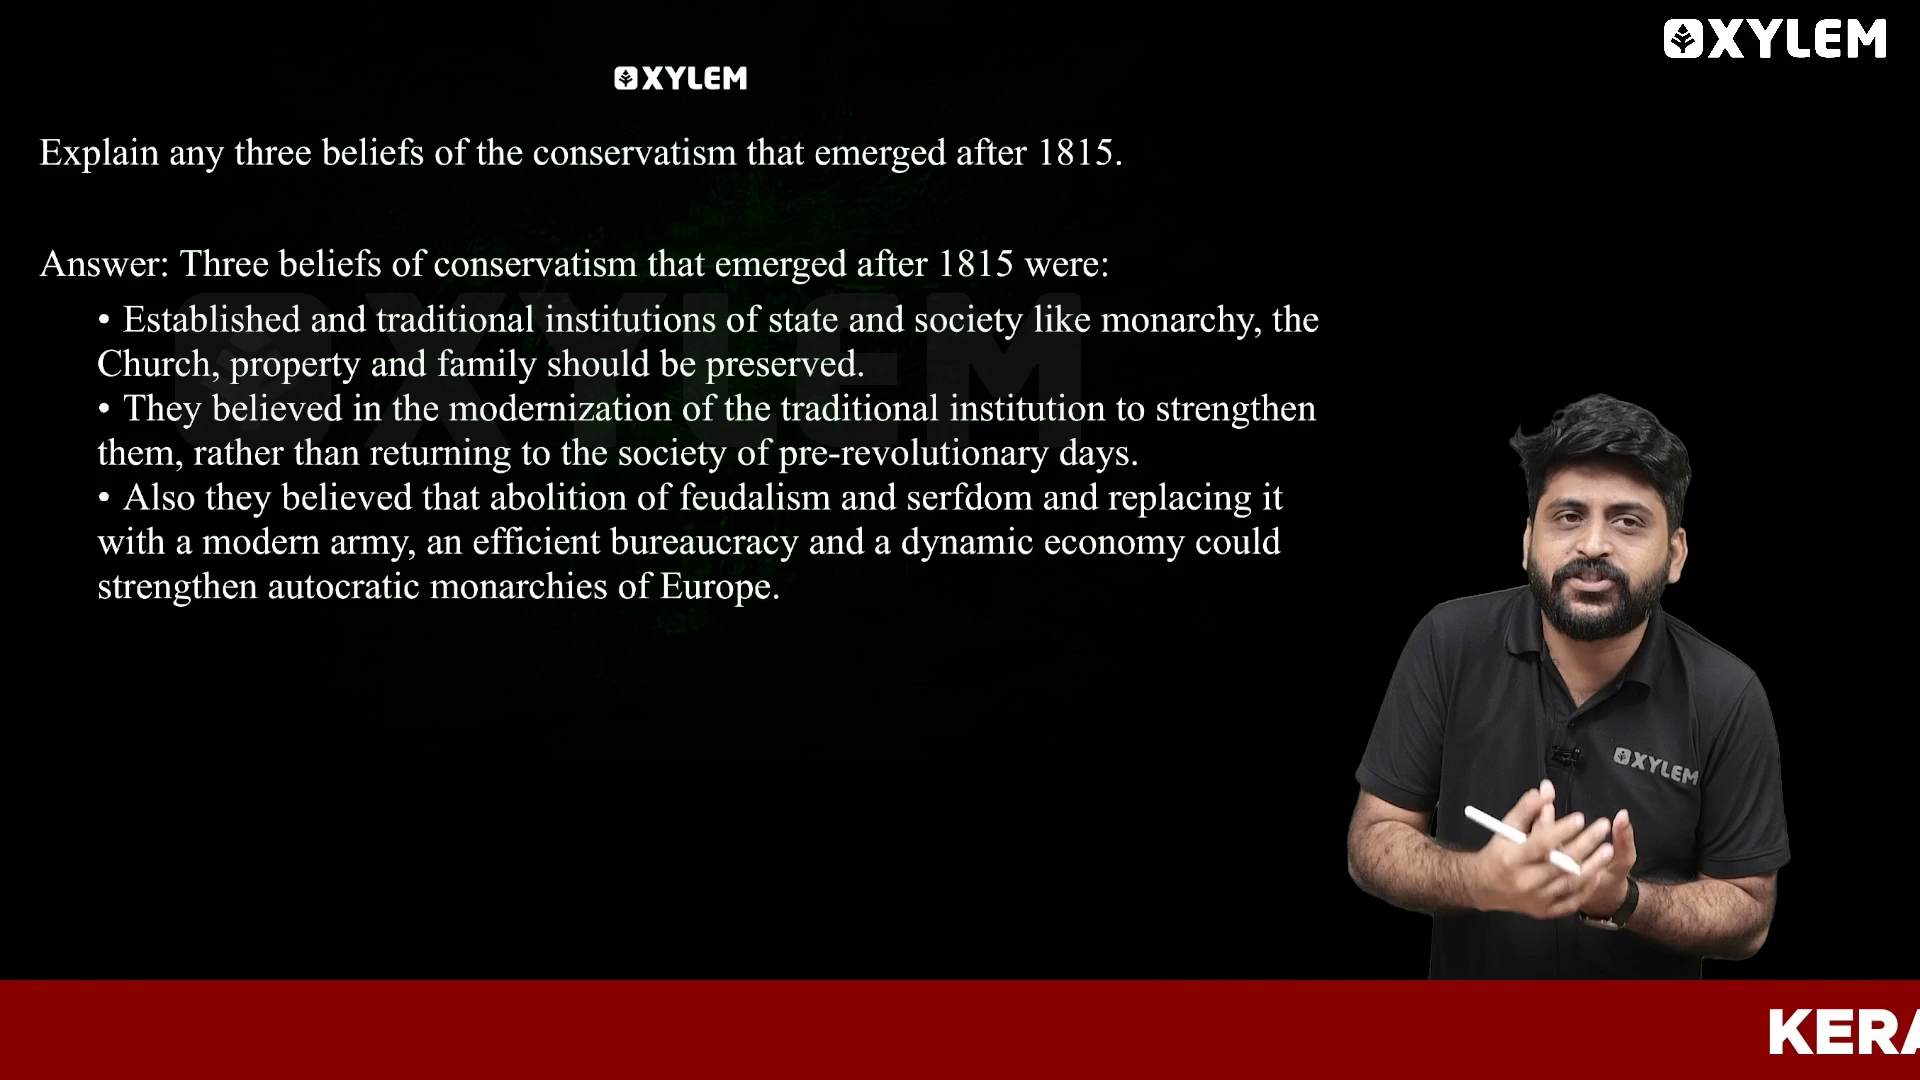 XYLEM
XYLEM
Explain any three beliefs of the conservatism that emerged after 1815.
Answer: Three beliefs of conservatism that emerged after 1815 were:
• Established and traditional institutions of state and society like monarchy, the
Church, property and family should be preserved.
• They believed in the modernization of the traditional institution to strengthen
them, rather than returning to the society of pre-revolutionary days.
• Also they believed that abolition of feudalism and serfdom and replacing it
with a modern army, an efficient bureaucracy and a dynamic economy could
strengthen autocratic monarchies of Europe.
XYLEM
XYLEM
KERA